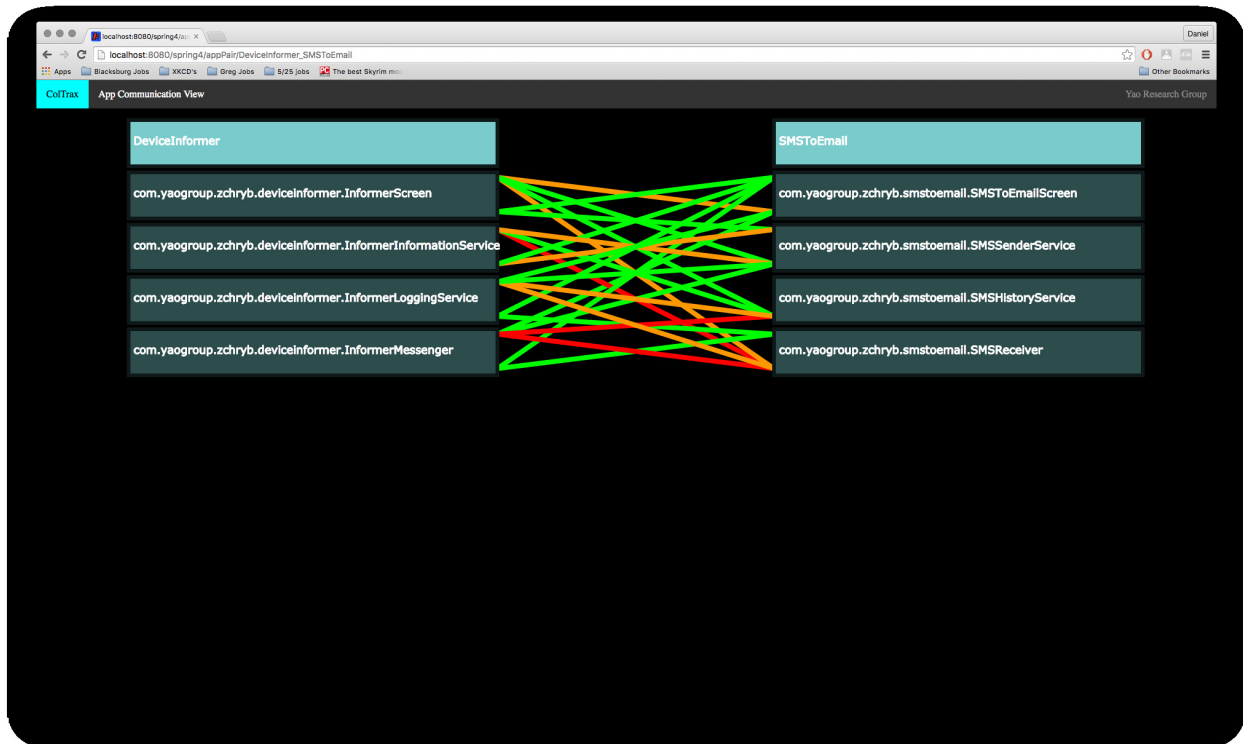 localhost:8080/spring4/app
Daniel
localhost:8080/spring4/appPair/DeviceInformer_SMSToEmail
Apps Blacksburg Jobs XKCD's Greg Jobs 5/25 jobs The best Skyrim mo Other Bookmarks
ColTrax App Communication View Yao Research Group
DeviceInformer SMSToEmail
com.yaogroup.zchryb.deviceinformer.InformerScreen com.yaogroup.zchryb.smstoemail.SMSToEmailScreen
com.yaogroup.zchryb.deviceinformer.InformerInformationService com.yaogroup.zchryb.smstoemail.SMSSenderService
com.yaogroup.zchryb.deviceinformer.InformerLoggingService com.yaogroup.zchryb.smstoemail.SMSHistoryService
com.yaogroup.zchryb.deviceinformer.InformerMessenger com.yaogroup.zchryb.smstoemail.SMSReceiver